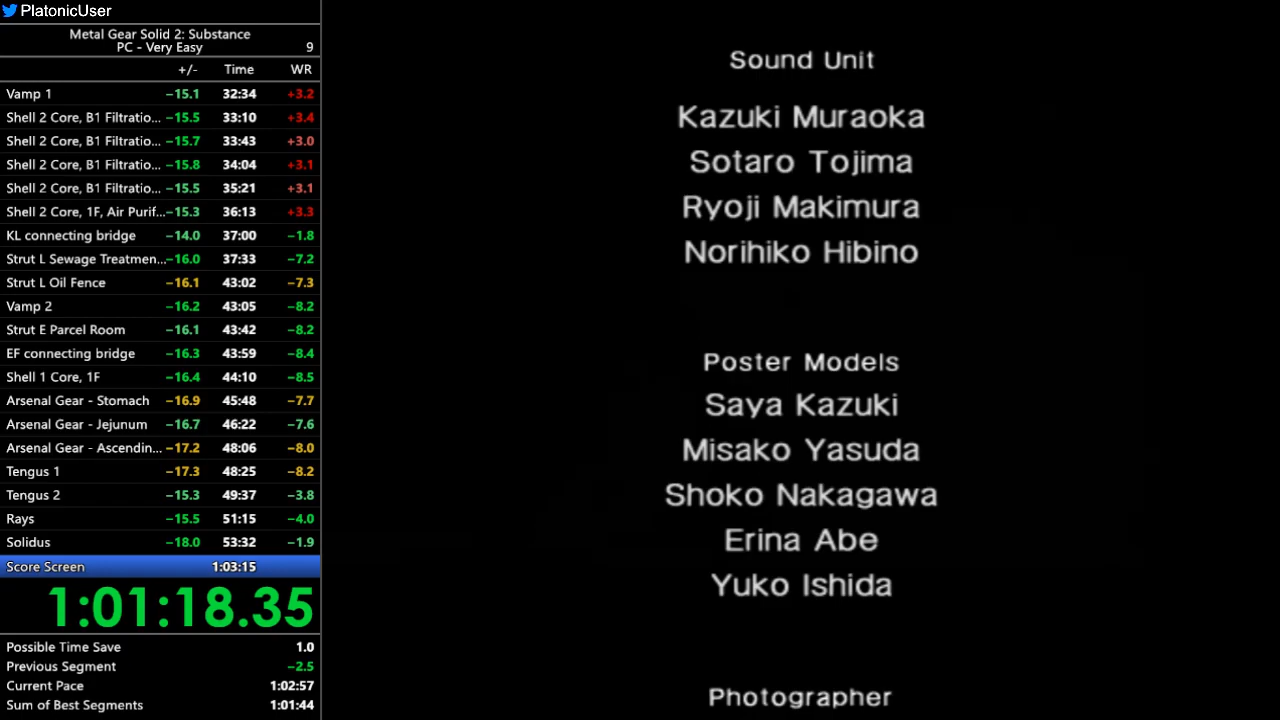 PlatonicUser
Metal Gear Solid 2: Substance
PC - Very Easy 9
+/- Time WR
Vamp 1 −15.1 32:34 +3.2
Shell 2 Core, B1 Filtratio... −15.5 33:10 +3.4
Shell 2 Core, B1 Filtratio... −15.7 33:43 +3.0
Shell 2 Core, B1 Filtratio... −15.8 34:04 +3.1
Shell 2 Core, B1 Filtratio... −15.5 35:21 +3.1
Shell 2 Core, 1F, Air Purif... −15.3 36:13 +3.3
KL connecting bridge −14.0 37:00 −1.8
Strut L Sewage Treatmen... −16.0 37:33 −7.2
Strut L Oil Fence −16.1 43:02 −7.3
Vamp 2 −16.2 43:05 −8.2
Strut E Parcel Room −16.1 43:42 −8.2
EF connecting bridge −16.3 43:59 −8.4
Shell 1 Core, 1F −16.4 44:10 −8.5
Arsenal Gear - Stomach −16.9 45:48 −7.7
Arsenal Gear - Jejunum −16.7 46:22 −7.6
Arsenal Gear - Ascendin... −17.2 48:06 −8.0
Tengus 1 −17.3 48:25 −8.2
Tengus 2 −15.3 49:37 −3.8
Rays −15.5 51:15 −4.0
Solidus −18.0 53:32 −1.9
Score Screen 1:03:15
1:01:18.35
Possible Time Save 1.0
Previous Segment −2.5
Current Pace 1:02:57
Sum of Best Segments 1:01:44
Sound Unit
Kazuki Muraoka
Sotaro Tojima
Ryoji Makimura
Norihiko Hibino
Poster Models
Saya Kazuki
Misako Yasuda
Shoko Nakagawa
Erina Abe
Yuko Ishida
Photographer